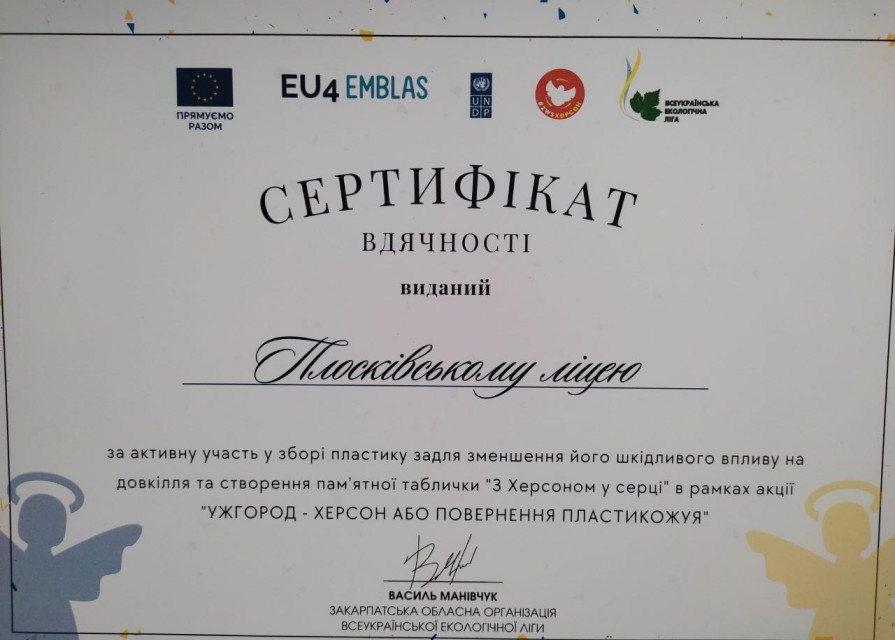 ПРЯМУЄМО
РАЗОМ
EU4 EMBLAS
UN
DP
ВСЕУКРАЇНСЬКА
ЕКОЛОГІЧНА
ЛІГА
СЕРТИФІКАТ
ВДЯЧНОСТІ
виданий
Плосківському ліцею
за активну участь у зборі пластику задля зменшення його шкідливого впливу на
довкілля та створення пам'ятної таблички "З Херсоном у серці" в рамках акції
"УЖГОРОД - ХЕРСОН АБО ПОВЕРНЕННЯ ПЛАСТИКОЖУЯ"
ВАСИЛЬ МАНІВЧУК
ЗАКАРПАТСЬКА ОБЛАСНА ОРГАНІЗАЦІЯ
ВСЕУКРАЇНСЬКОЇ ЕКОЛОГІЧНОЇ ЛІГИ